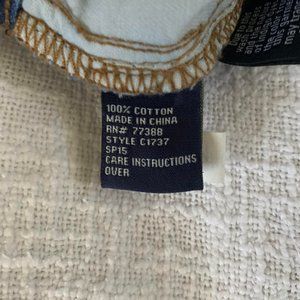 100% COTTON
MADE IN CHINA
RN# 77388
STYLE C1737
SP15
CARE INSTRUCTIONS
OVER